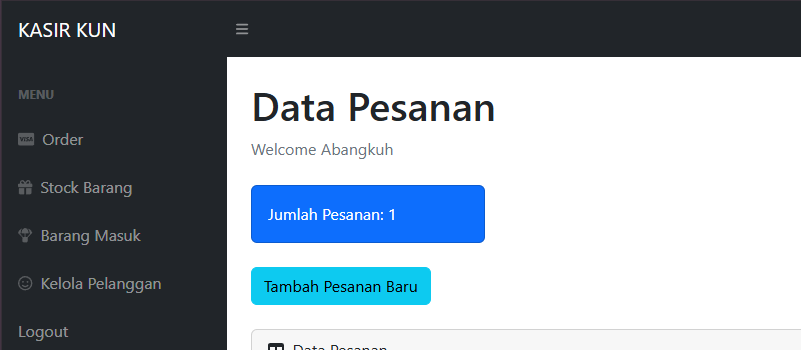 KASIR KUN
MENU
Order
Stock Barang
Barang Masuk
Kelola Pelanggan
Logout
Data Pesanan
Welcome Abangkuh
Jumlah Pesanan: 1
Tambah Pesanan Baru
Data Pesanan